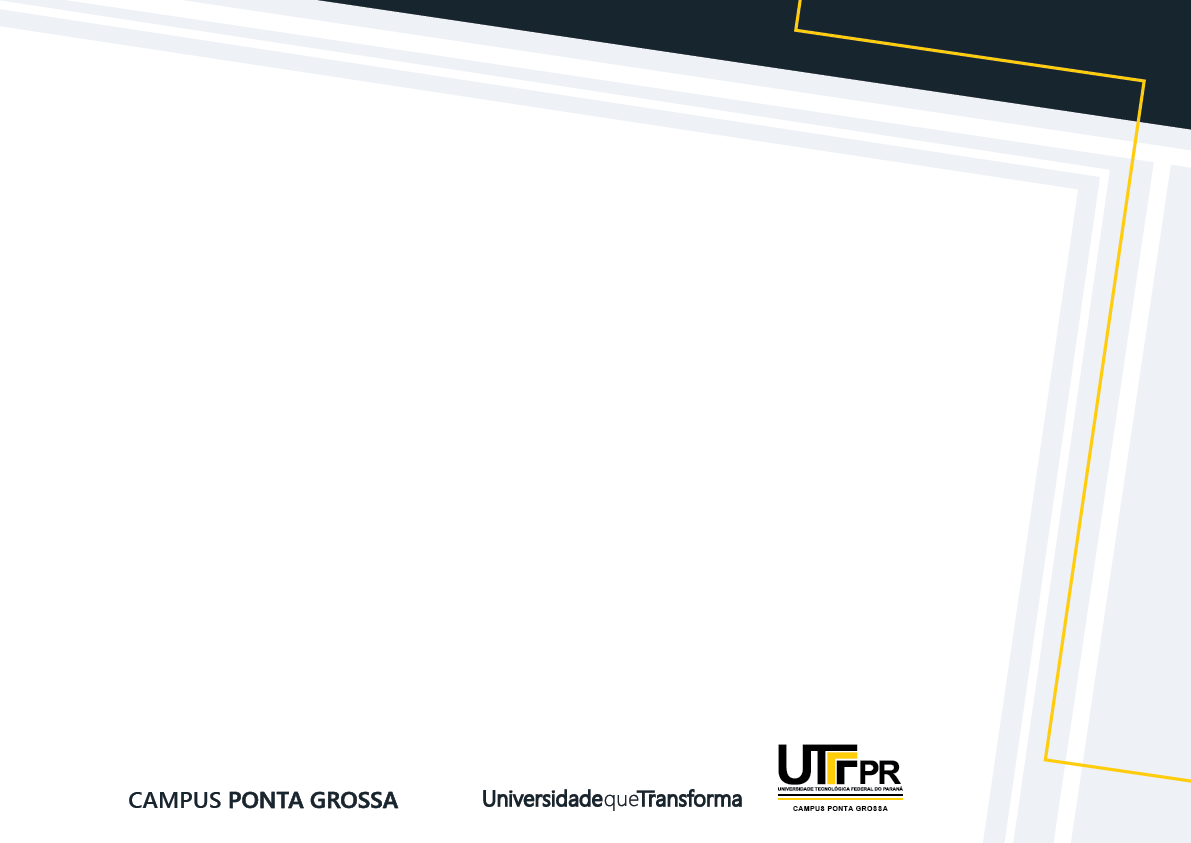 CAMPUS PONTA GROSSA
UniversidadequeTransforma
UTFPR
UNIVERSIDADE TECNOLÓGICA FEDERAL DO PARANÁ
CAMPUS PONTA GROSSA